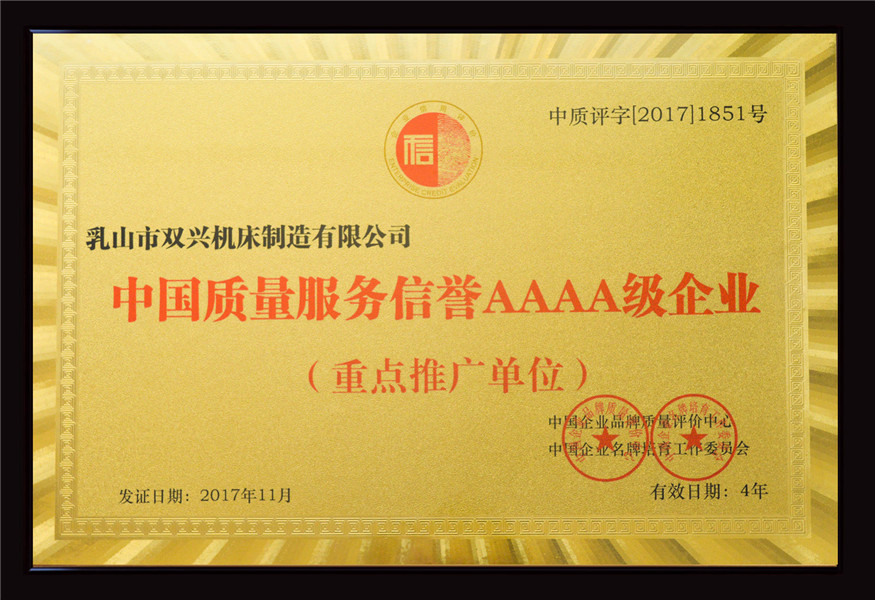 中质评字[2017]1851号
信
ENTERPRISE CREDIT EVALUATION
乳山市双兴机床制造有限公司
中国质量服务信誉AAAA级企业
（重点推广单位）
中国企业品牌质量评价中心
中国企业名牌培育工作委员会
发证日期：2017年11月
有效日期：4年